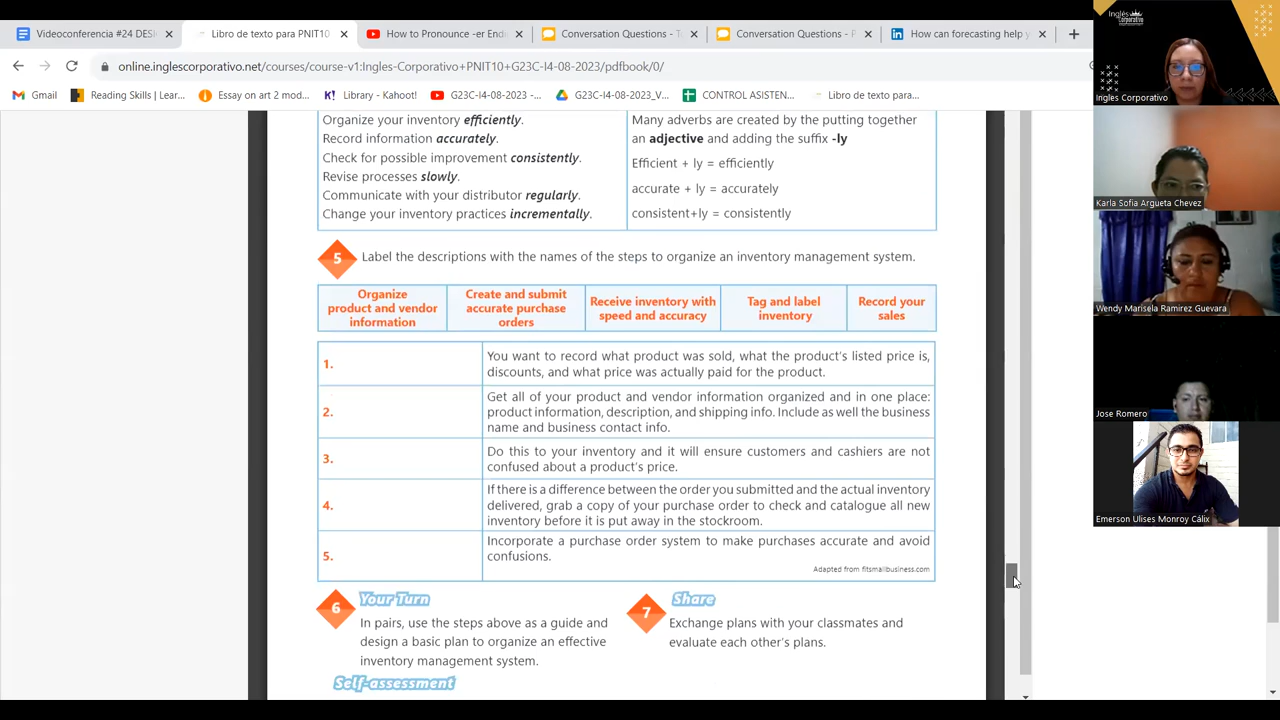 Videoconferencia #24 DESI
Libro de texto para PNIT10
How to Pronounce -er Endi
Conversation Questions - T
Conversation Questions - P
How can forecasting help y
online.inglescorporativo.net/courses/course-v1:Ingles-Corporativo+PNIT10+G23C-I4-08-2023/pdfbook/0/
Gmail
Reading Skills | Lear...
Essay on art 2 mod...
Library - Kano
G23C-I4-08-2023 -...
G23C-I4-08-2023_V
CONTROL ASISTEN...
Libro de texto para...
Organize your inventory efficiently.
Record information accurately.
Check for possible improvement consistently.
Revise processes slowly.
Communicate with your distributor regularly.
Change your inventory practices incrementally.
Many adverbs are created by the putting together
an adjective and adding the suffix -ly
Efficient + ly = efficiently
accurate + ly = accurately
consistent+ly = consistently
5 Label the descriptions with the names of the steps to organize an inventory management system.
Organize
product and vendor
information
Create and submit
accurate purchase
orders
Receive inventory with
speed and accuracy
Tag and label
inventory
Record your
sales
1.
You want to record what product was sold, what the product's listed price is,
discounts, and what price was actually paid for the product.
2.
Get all of your product and vendor information organized and in one place:
product information, description, and shipping info. Include as well the business
name and business contact info.
3.
Do this to your inventory and it will ensure customers and cashiers are not
confused about a product's price.
4.
If there is a difference between the order you submitted and the actual inventory
delivered, grab a copy of your purchase order to check and catalogue all new
inventory before it is put away in the stockroom.
5.
Incorporate a purchase order system to make purchases accurate and avoid
confusions.
Adapted from fitsmallbusiness.com
6 Your Turn
In pairs, use the steps above as a guide and
design a basic plan to organize an effective
inventory management system.
7 Share
Exchange plans with your classmates and
evaluate each other's plans.
Self-assessment
Inglés
Corporativo
Ingles Corporativo
Karla Sofia Argueta Chevez
Wendy Marisela Ramirez Guevara
Jose Romero
Emerson Ulises Monroy Cálix